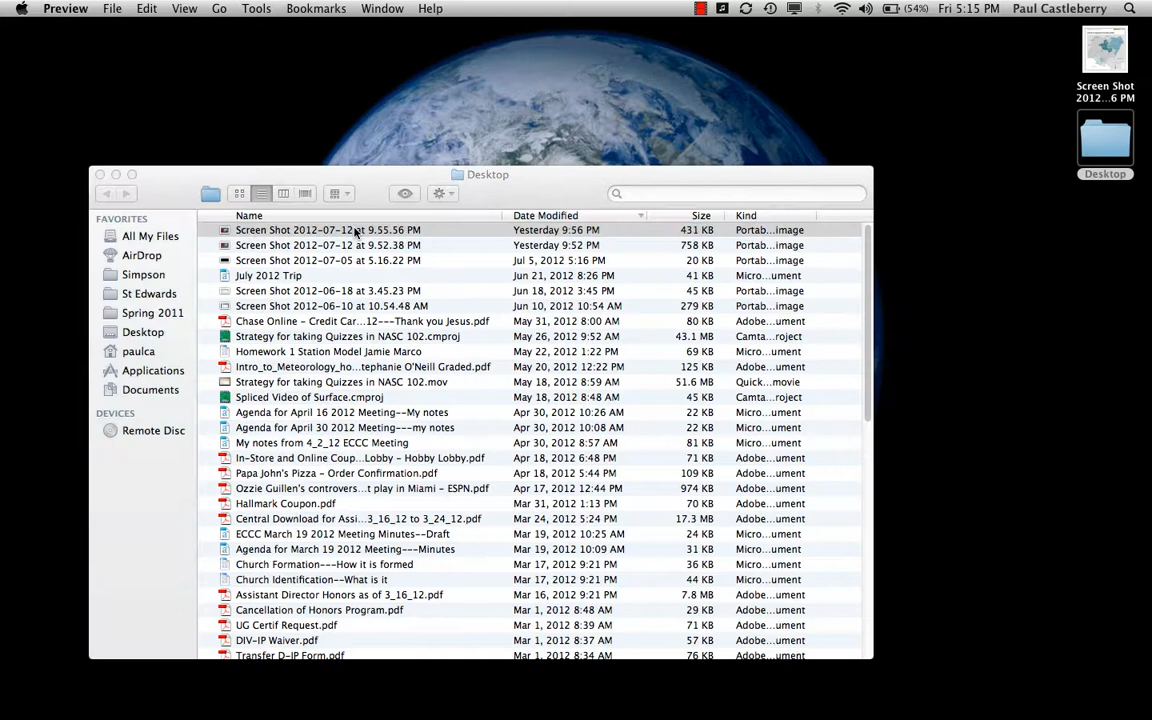 Preview File Edit View Go Tools Bookmarks Window Help (54%) Fri 5:15 PM Paul Castleberry
Screen Shot
2012...6 PM
Desktop
Desktop
FAVORITES
All My Files
AirDrop
Simpson
St Edwards
Spring 2011
Desktop
paulca
Applications
Documents
DEVICES
Remote Disc
Name Date Modified Size Kind
Screen Shot 2012-07-12 at 9.55.56 PM Yesterday 9:56 PM 431 KB Portab...image
Screen Shot 2012-07-12 at 9.52.38 PM Yesterday 9:52 PM 758 KB Portab...image
Screen Shot 2012-07-05 at 5.16.22 PM Jul 5, 2012 5:16 PM 20 KB Portab...image
July 2012 Trip Jun 21, 2012 8:26 PM 41 KB Micro...ument
Screen Shot 2012-06-18 at 3.45.23 PM Jun 18, 2012 3:45 PM 45 KB Portab...image
Screen Shot 2012-06-10 at 10.54.48 AM Jun 10, 2012 10:54 AM 279 KB Portab...image
Chase Online - Credit Car...12---Thank you Jesus.pdf May 31, 2012 8:00 AM 80 KB Adobe...ument
Strategy for taking Quizzes in NASC 102.cmproj May 26, 2012 9:52 AM 43.1 MB Camta...roject
Homework 1 Station Model Jamie Marco May 22, 2012 1:22 PM 69 KB Micro...ument
Intro_to_Meteorology_ho...tephanie O'Neill Graded.pdf May 20, 2012 12:22 PM 125 KB Adobe...ument
Strategy for taking Quizzes in NASC 102.mov May 18, 2012 8:59 AM 51.6 MB Quick...movie
Spliced Video of Surface.cmproj May 18, 2012 8:48 AM 45 KB Camta...roject
Agenda for April 16 2012 Meeting--My notes Apr 30, 2012 10:26 AM 22 KB Micro...ument
Agenda for April 30 2012 Meeting---my notes Apr 30, 2012 10:08 AM 22 KB Micro...ument
My notes from 4_2_12 ECCC Meeting Apr 30, 2012 8:57 AM 81 KB Micro...ument
In-Store and Online Coup...Lobby - Hobby Lobby.pdf Apr 18, 2012 6:48 PM 71 KB Adobe...ument
Papa John's Pizza - Order Confirmation.pdf Apr 18, 2012 5:44 PM 109 KB Adobe...ument
Ozzie Guillen's controvers...t play in Miami - ESPN.pdf Apr 17, 2012 12:44 PM 974 KB Adobe...ument
Hallmark Coupon.pdf Mar 31, 2012 1:13 PM 70 KB Adobe...ument
Central Download for Assi...3_16_12 to 3_24_12.pdf Mar 24, 2012 5:24 PM 17.3 MB Adobe...ument
ECCC March 19 2012 Meeting Minutes--Draft Mar 19, 2012 10:25 AM 24 KB Micro...ument
Agenda for March 19 2012 Meeting---Minutes Mar 19, 2012 10:09 AM 31 KB Micro...ument
Church Formation---How it is formed Mar 17, 2012 9:21 PM 36 KB Micro...ument
Church Identification--What is it Mar 17, 2012 9:21 PM 44 KB Micro...ument
Assistant Director Honors as of 3_16_12.pdf Mar 16, 2012 9:21 PM 7.8 MB Adobe...ument
Cancellation of Honors Program.pdf Mar 1, 2012 8:48 AM 29 KB Adobe...ument
UG Certif Request.pdf Mar 1, 2012 8:39 AM 71 KB Adobe...ument
DIV-IP Waiver.pdf Mar 1, 2012 8:37 AM 57 KB Adobe...ument
Transfer D-IP Form.pdf Mar 1, 2012 8:34 AM 76 KB Adobe...ument